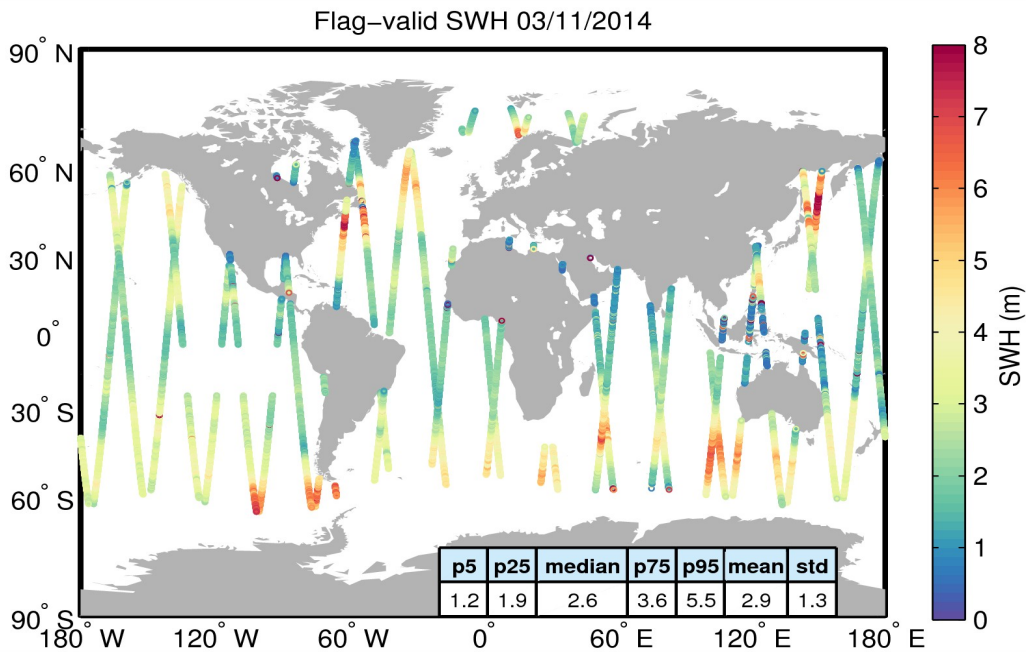 Flag−valid SWH 03/11/2014
90° N
60° N
30° N
0°
30° S
60° S
90° S
180° W
120° W
60° W
0°
60° E
120° E
180° E
p5 p25 median p75 p95 mean std
1.2 1.9 2.6 3.6 5.5 2.9 1.3
8
7
6
5
4
3
2
1
0
SWH (m)